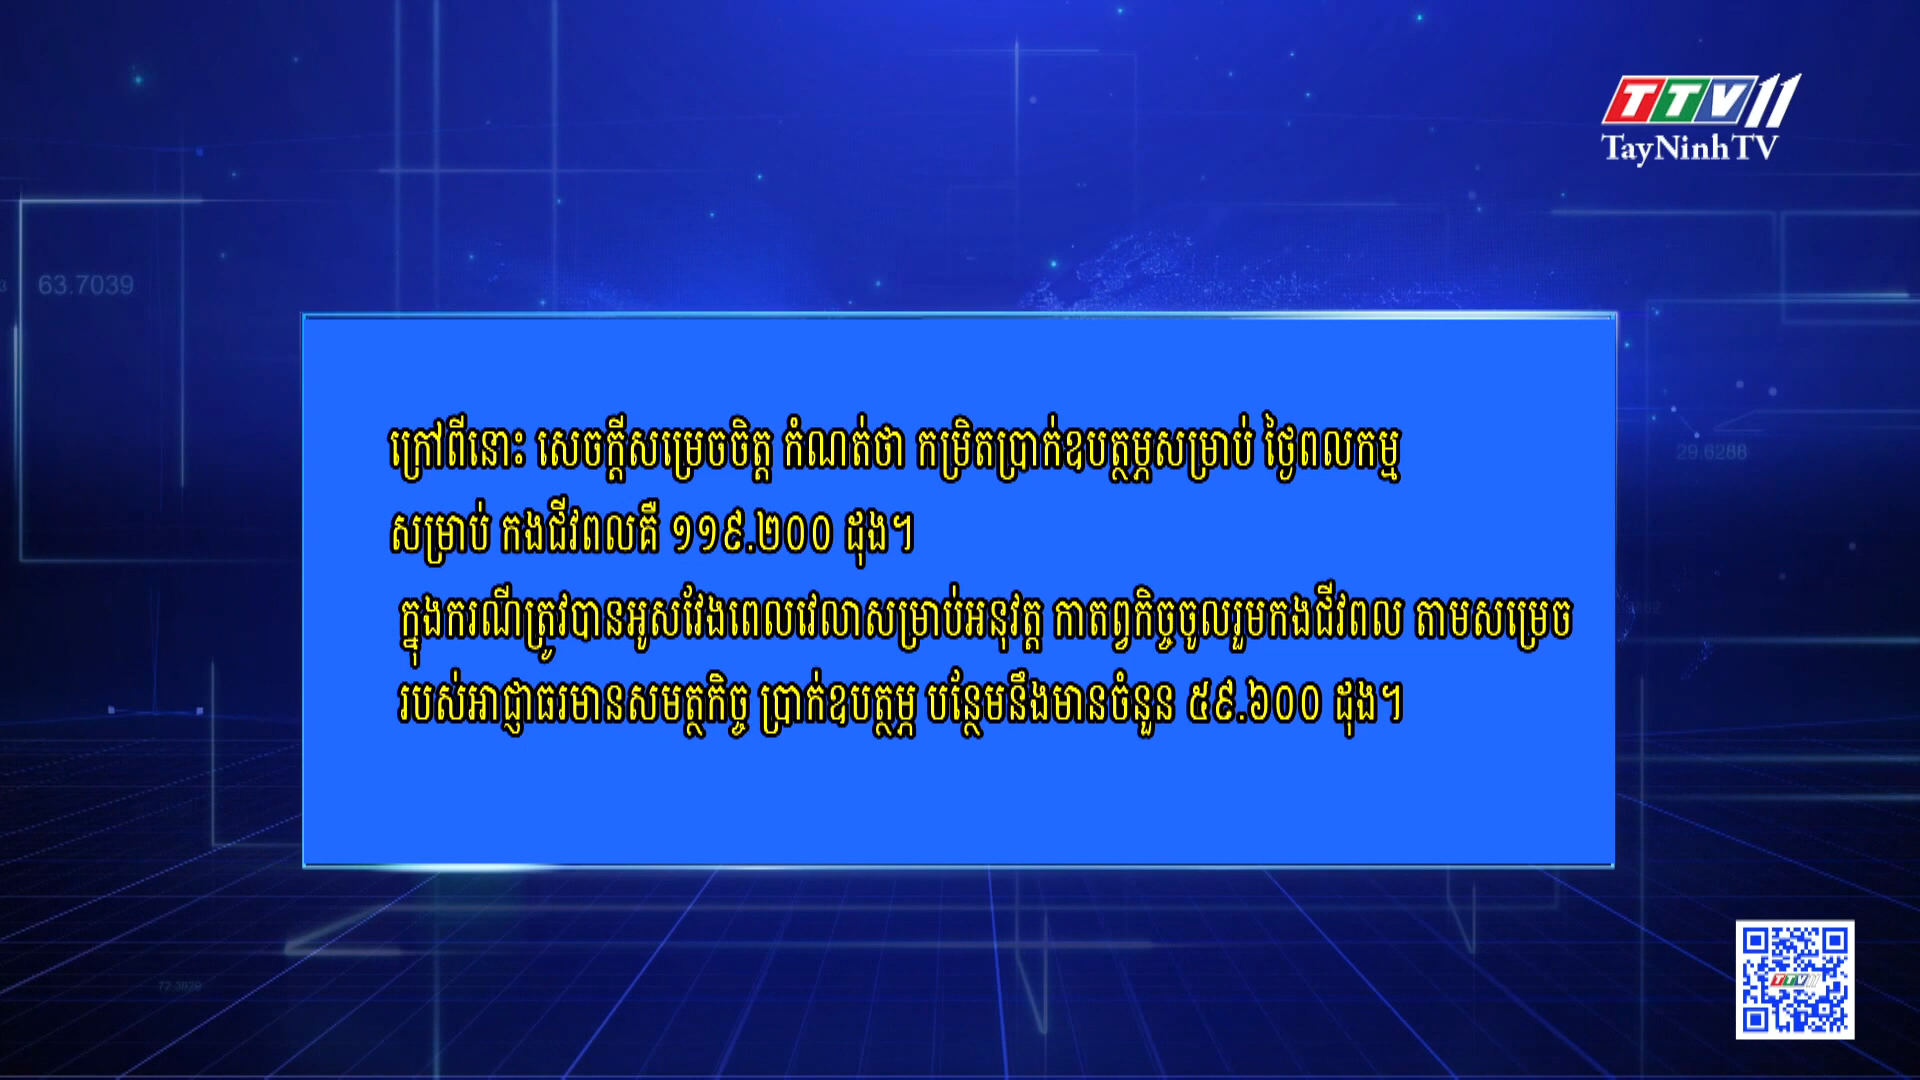 TTV11
TayNinhTV
63.7039
29.6288
ក្រៅពីនោះ សេចក្តីសម្រេចចិត្ត កំណត់ថា កម្រិតប្រាក់ឧបត្ថម្ភសម្រាប់ ថ្ងៃពលកម្ម
សម្រាប់ កងជីវពលគឺ ១១៩.២០០ ដុង។
ក្នុងករណីត្រូវបានអូសវែងពេលវេលាសម្រាប់អនុវត្ត កាតព្វកិច្ចចូលរួមកងជីវពល តាមសម្រេច
របស់អាជ្ញាធរមានសមត្ថកិច្ច ប្រាក់ឧបត្ថម្ភ បន្ថែមនឹងមានចំនួន ៥៩.៦០០ ដុង។
72.3829
TTV11